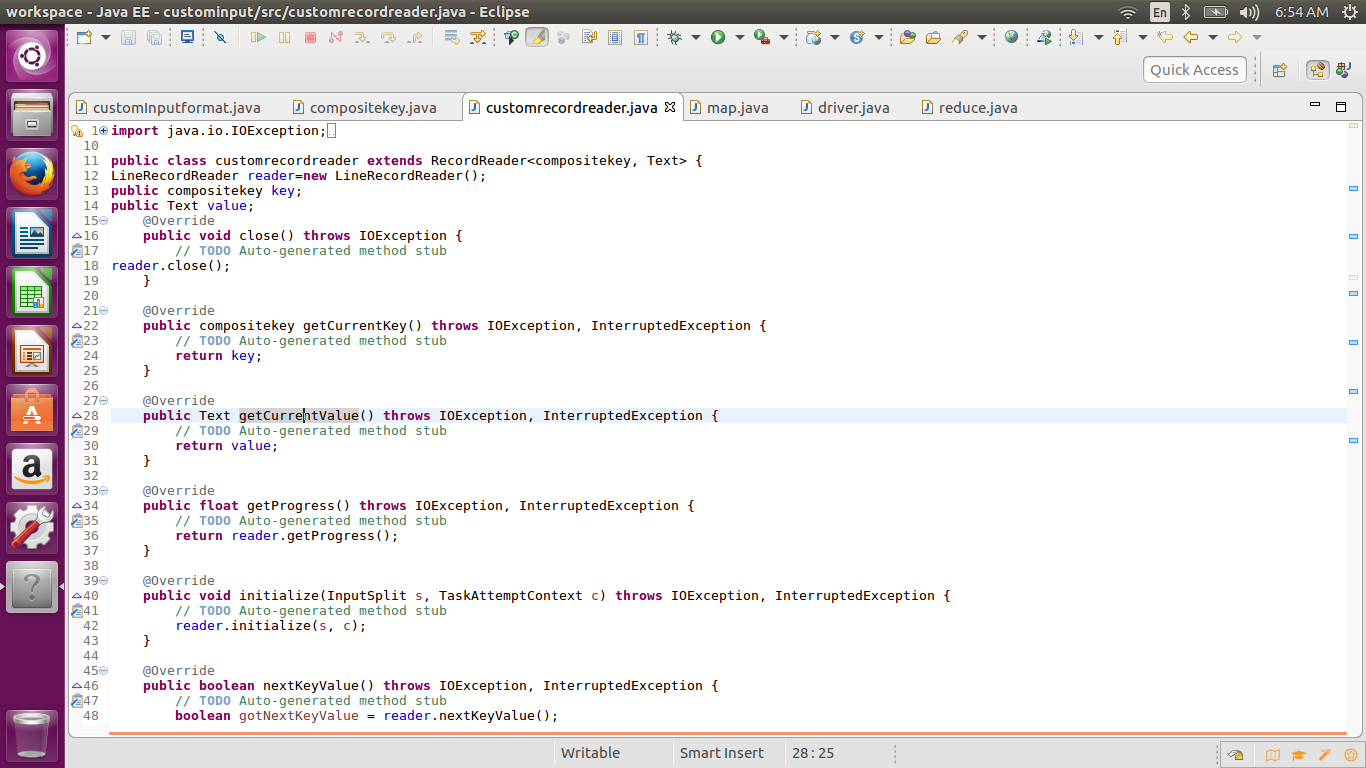 workspace - Java EE - custominput/src/customrecordreader.java - Eclipse
En
6:54 AM
Quick Access
customInputformat.java
compositekey.java
customrecordreader.java
map.java
driver.java
reduce.java
1 import java.io.IOException;
10
11 public class customrecordreader extends RecordReader<compositekey, Text> {
12 LineRecordReader reader=new LineRecordReader();
13 public compositekey key;
14 public Text value;
15 @Override
16 public void close() throws IOException {
17 // TODO Auto-generated method stub
18 reader.close();
19 }
20
21 @Override
22 public compositekey getCurrentKey() throws IOException, InterruptedException {
23 // TODO Auto-generated method stub
24 return key;
25 }
26
27 @Override
28 public Text getCurrentValue() throws IOException, InterruptedException {
29 // TODO Auto-generated method stub
30 return value;
31 }
32
33 @Override
34 public float getProgress() throws IOException, InterruptedException {
35 // TODO Auto-generated method stub
36 return reader.getProgress();
37 }
38
39 @Override
40 public void initialize(InputSplit s, TaskAttemptContext c) throws IOException, InterruptedException {
41 // TODO Auto-generated method stub
42 reader.initialize(s, c);
43 }
44
45 @Override
46 public boolean nextKeyValue() throws IOException, InterruptedException {
47 // TODO Auto-generated method stub
48 boolean gotNextKeyValue = reader.nextKeyValue();
Writable
Smart Insert
28 : 25